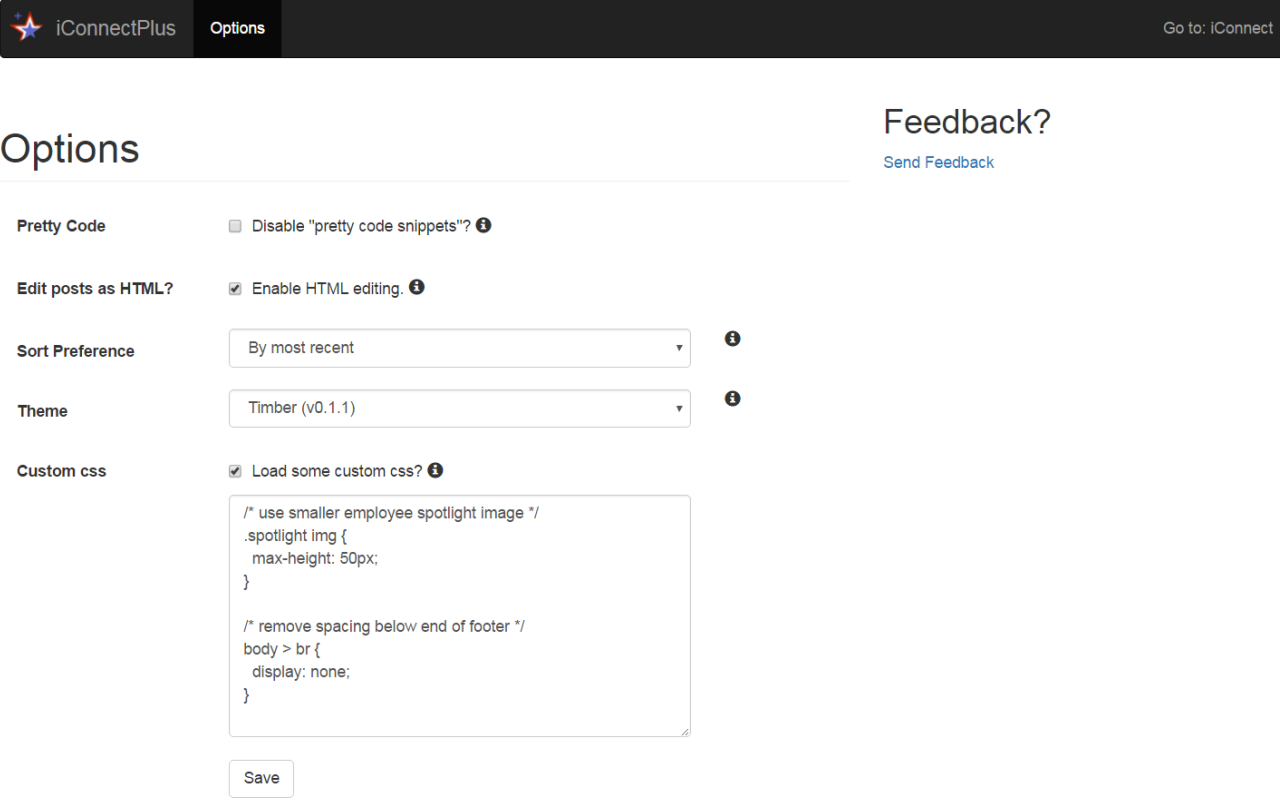 iConnectPlus
Options
Go to: iConnect
Options
Feedback?
Send Feedback
Pretty Code
Disable "pretty code snippets"?
Edit posts as HTML?
Enable HTML editing.
Sort Preference
By most recent
Theme
Timber (v0.1.1)
Custom css
Load some custom css?
/* use smaller employee spotlight image */
.spotlight img {
  max-height: 50px;
}
/* remove spacing below end of footer */
body > br {
  display: none;
}
Save